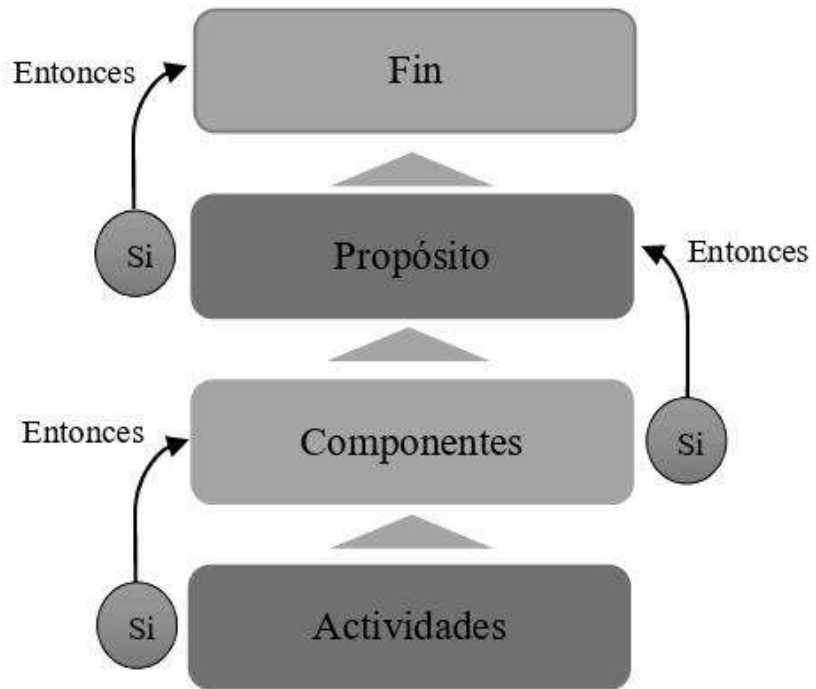 Fin
Entonces
Si
Propósito
Entonces
Entonces
Componentes
Si
Si
Actividades